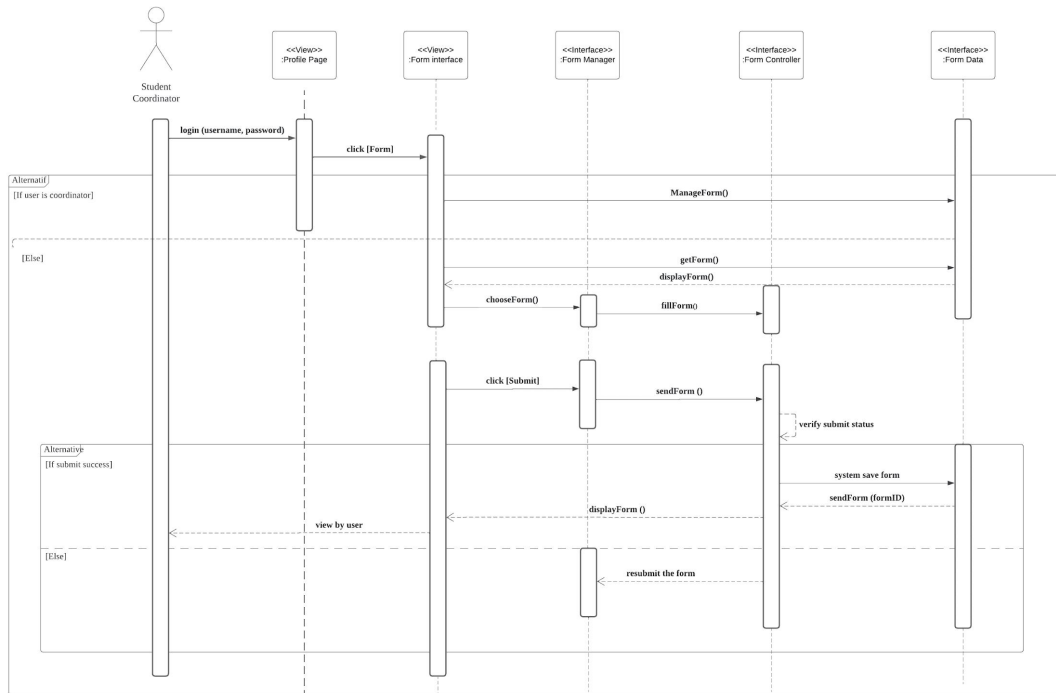 <<View>>
:Profile Page
<<View>>
:Form interface
<<Interface>>
:Form Manager
<<Interface>>
:Form Controller
<<Interface>>
:Form Data
Student
Coordinator
login (username, password)
click [Form]
Alternatif
[If user is coordinator]
ManageForm()
[Else]
getForm()
displayForm()
chooseForm()
fillForm()
click [Submit]
sendForm ()
verify submit status
Alternative
[If submit success]
system save form
sendForm (formID)
displayForm ()
view by user
[Else]
resubmit the form